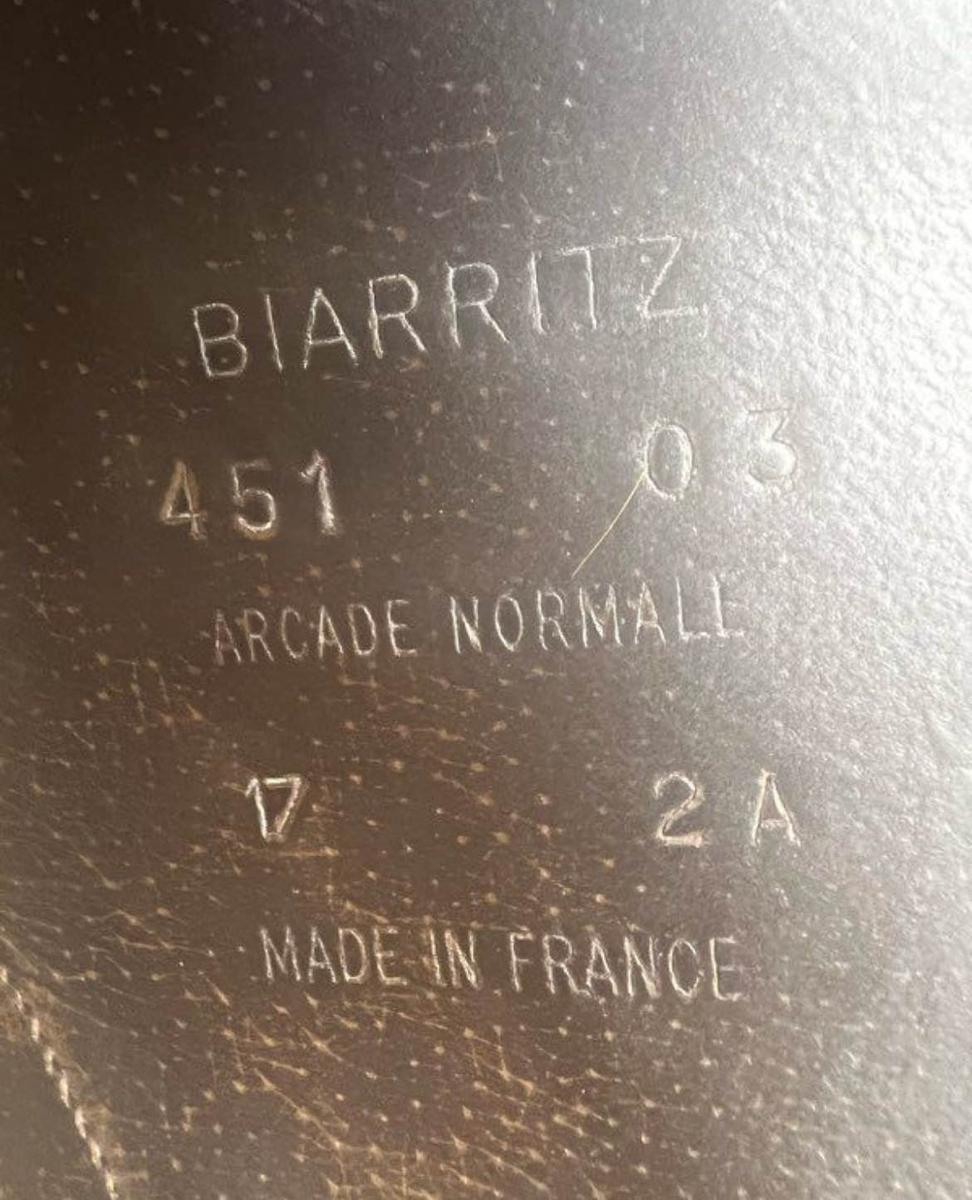 BIARRITZ
451 03
ARCADE NORMALL
17 2A
MADE IN FRANCE